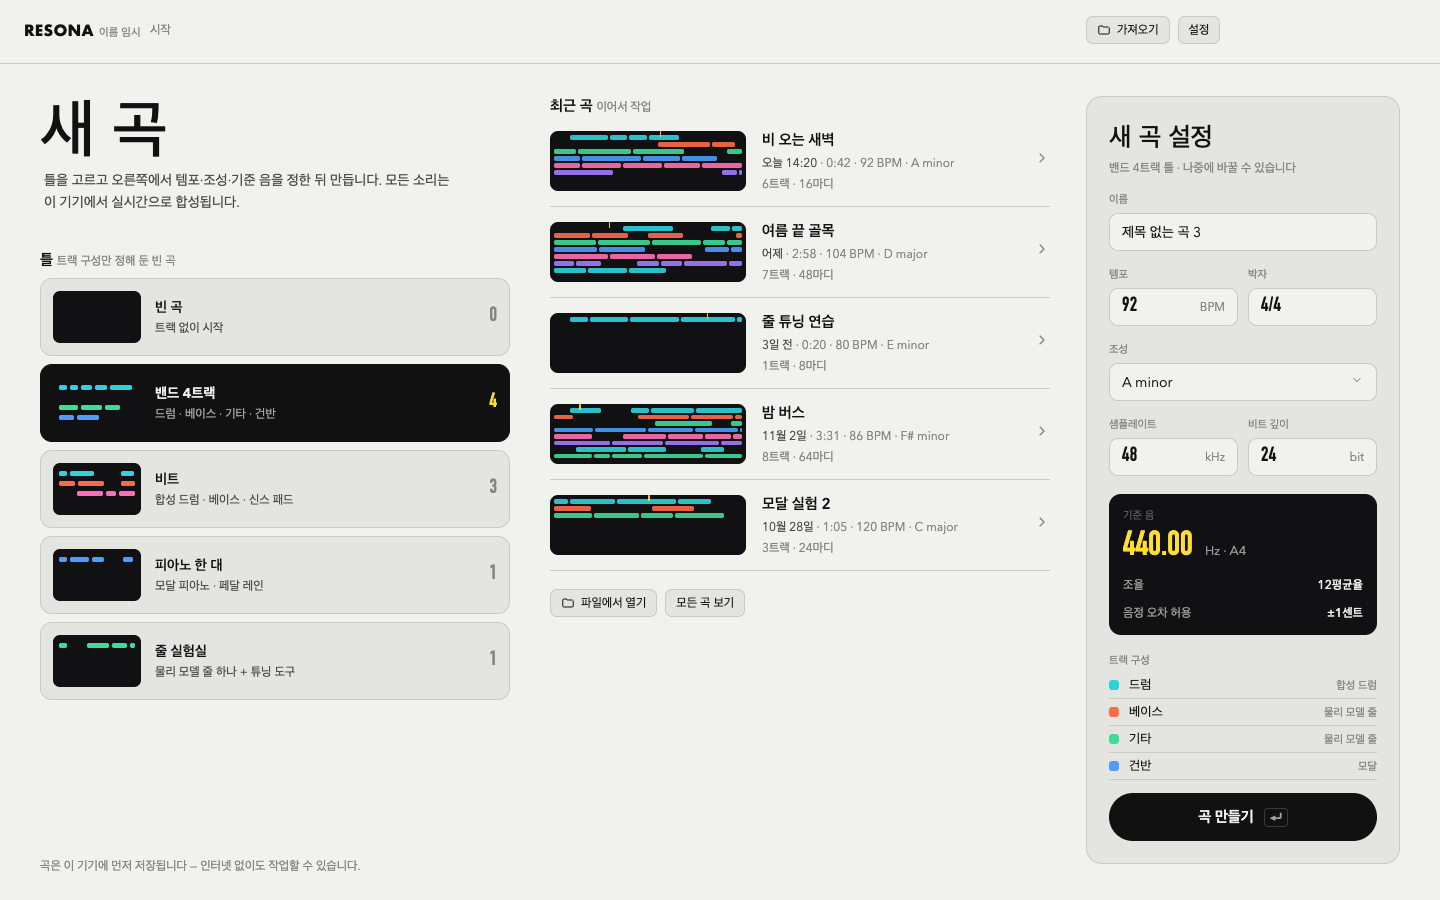 RESONA 이름 임시 시작
가져오기 설정
새 곡
틀을 고르고 오른쪽에서 템포·조성·기준 음을 정한 뒤 만듭니다. 모든 소리는
이 기기에서 실시간으로 합성됩니다.
틀 트랙 구성만 정해 둔 빈 곡
빈 곡
트랙 없이 시작
0
밴드 4트랙
드럼 · 베이스 · 기타 · 건반
4
비트
합성 드럼 · 베이스 · 신스 패드
3
피아노 한 대
모달 피아노 · 페달 레인
1
줄 실험실
물리 모델 줄 하나 + 튜닝 도구
1
곡은 이 기기에 먼저 저장됩니다 – 인터넷 없이도 작업할 수 있습니다.
최근 곡 이어서 작업
비 오는 새벽
오늘 14:20 · 0:42 · 92 BPM · A minor
6트랙 · 16마디
여름 끝 골목
어제 · 2:58 · 104 BPM · D major
7트랙 · 48마디
줄 튜닝 연습
3일 전 · 0:20 · 80 BPM · E minor
1트랙 · 8마디
밤 버스
11월 2일 · 3:31 · 86 BPM · F# minor
8트랙 · 64마디
모달 실험 2
10월 28일 · 1:05 · 120 BPM · C major
3트랙 · 24마디
파일에서 열기 모든 곡 보기
새 곡 설정
밴드 4트랙 틀 · 나중에 바꿀 수 있습니다
이름
제목 없는 곡 3
템포 박자
92 BPM 4/4
조성
A minor
샘플레이트 비트 깊이
48 kHz 24 bit
기준 음
440.00 Hz · A4
조율 12평균율
음정 오차 허용 ±1센트
트랙 구성
드럼 합성 드럼
베이스 물리 모델 줄
기타 물리 모델 줄
건반 모달
곡 만들기